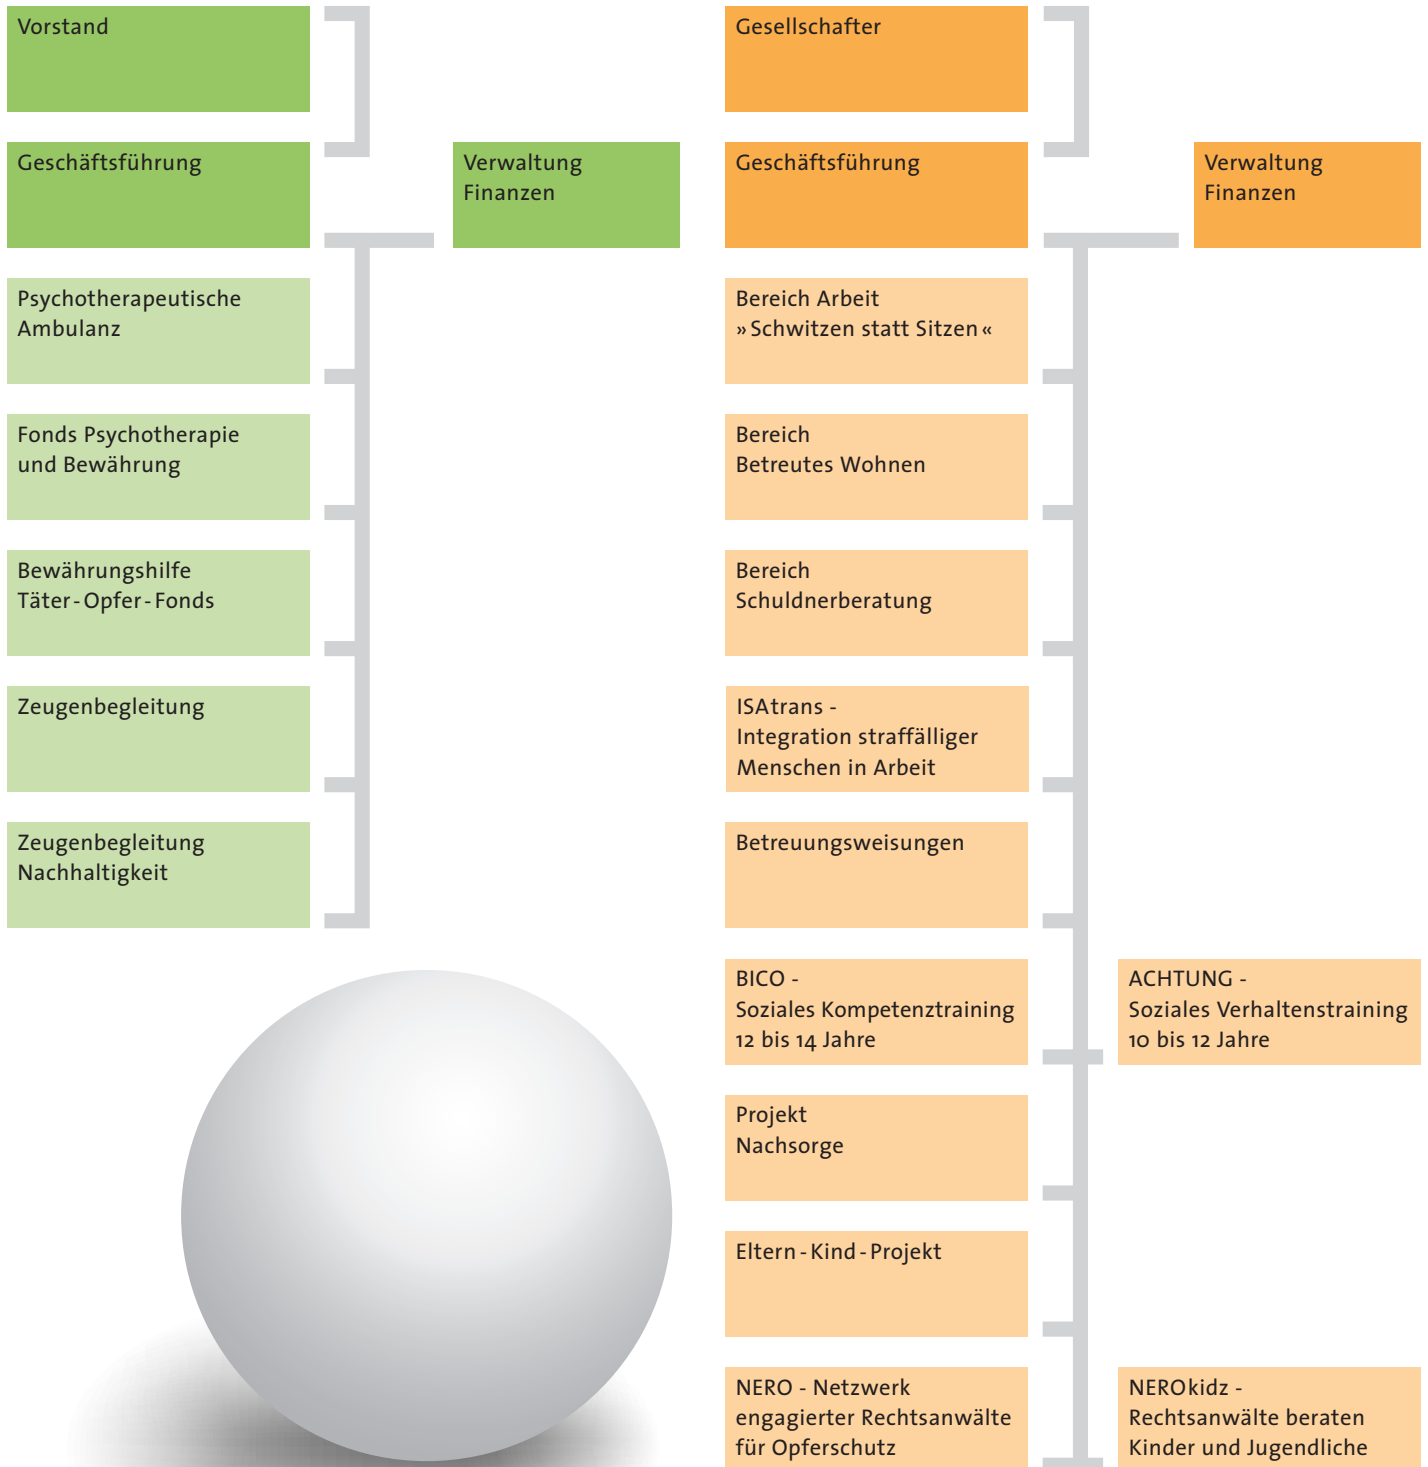 Vorstand
Geschäftsführung
Verwaltung
Finanzen
Psychotherapeutische
Ambulanz
Fonds Psychotherapie
und Bewährung
Bewährungshilfe
Täter-Opfer-Fonds
Zeugenbegleitung
Zeugenbegleitung
Nachhaltigkeit
Gesellschafter
Geschäftsführung
Verwaltung
Finanzen
Bereich Arbeit
»Schwitzen statt Sitzen«
Bereich
Betreutes Wohnen
Bereich
Schuldnerberatung
ISAtrans -
Integration straffälliger
Menschen in Arbeit
Betreuungsweisungen
BICO -
Soziales Kompetenztraining
12 bis 14 Jahre
ACHTUNG -
Soziales Verhaltenstraining
10 bis 12 Jahre
Projekt
Nachsorge
Eltern-Kind-Projekt
NERO - Netzwerk
engagierter Rechtsanwälte
für Opferschutz
NEROkidz -
Rechtsanwälte beraten
Kinder und Jugendliche